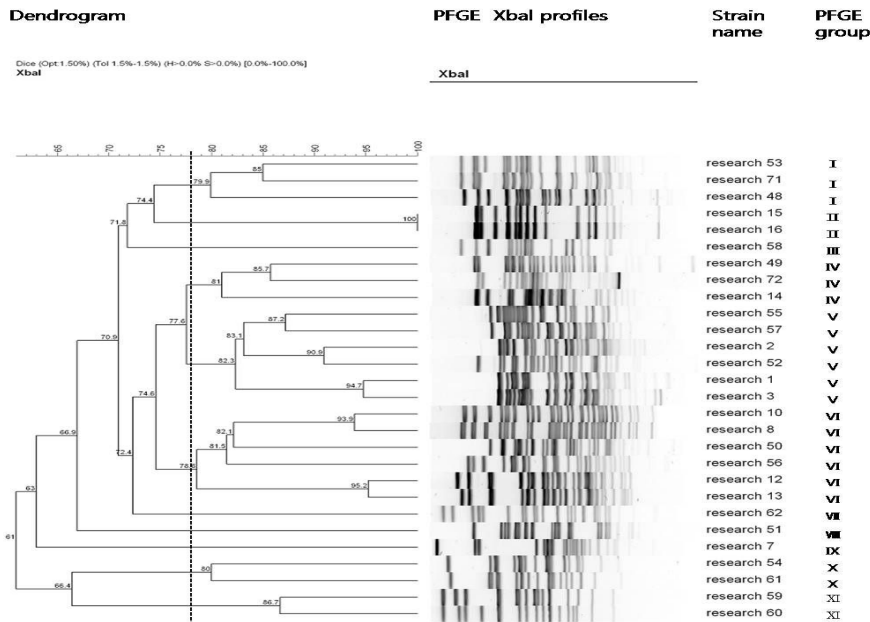 Dendrogram PFGE XbaI profiles Strain name PFGE group
Dice (Opt:1.50%) (Tol 1.5%-1.5%) (H>0.0% S>0.0%) [0.0%-100.0%]
XbaI XbaI
65 70 75 80 85 90 95 100
research 53 I
85
research 71 I
79.9
research 48 I
74.4
research 15 II
100
research 16 II
71.8
research 58 III
research 49 IV
85.7
research 72 IV
81
research 14 IV
research 55 V
77.6 87.2
research 57 V
83.1
research 2 V
90.9
70.9 82.3
research 52 V
research 1 V
94.7
74.6
research 3 V
research 10 VI
93.9
research 8 VI
66.9 82.1
research 50 VI
81.5
72.4
research 56 VI
78.5
research 12 VI
95.2
63
research 13 VI
research 62 VII
research 51 VIII
61
research 7 IX
research 54 X
80
research 61 X
66.4
research 59 XI
86.7
research 60 XI